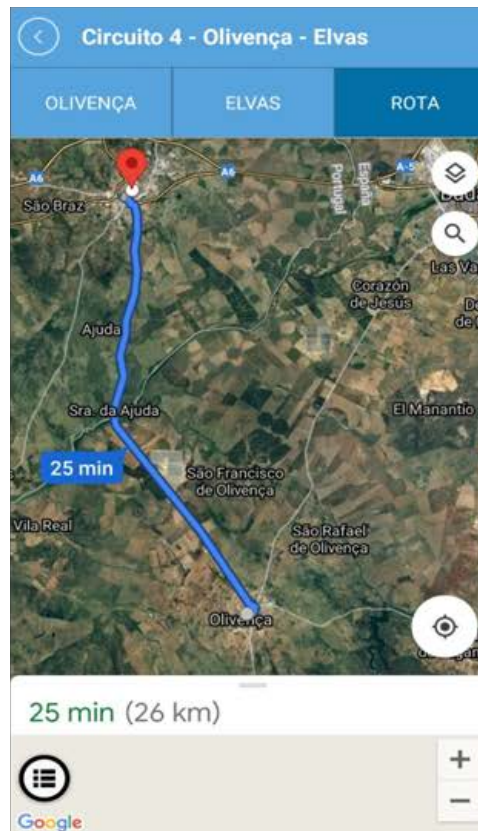 Circuito 4 - Olivença - Elvas
OLIVENÇA
ELVAS
ROTA
A6
A6
A-5
São Braz
Portugal
España
Las Va
Corazón
de Jesús
Ajuda
Sra. da Ajuda
El Manantio
25 min
São Francisco
de Olivença
Vila Real
São Rafael
de Olivença
Olivença
25 min (26 km)
Google